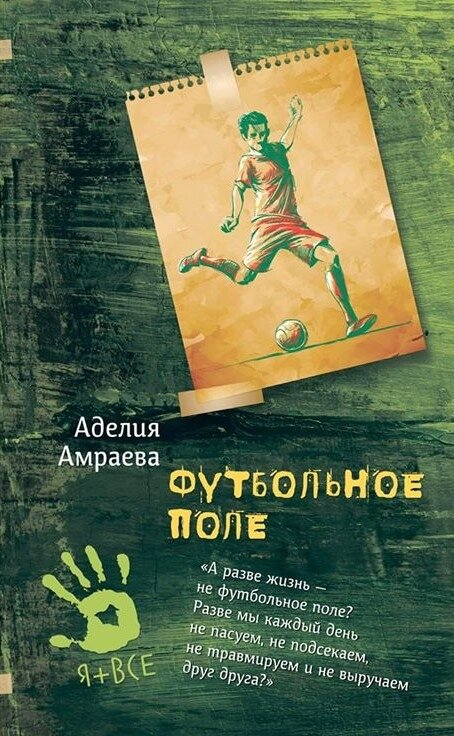 Аделия
Амраева
ФУТБОЛЬНОЕ
ПОЛЕ
«А разве жизнь –
не футбольное поле?
Разве мы каждый день
не пасуем, не подсекаем,
не травмируем и не выручаем
друг друга?»
Я+ВСЕ